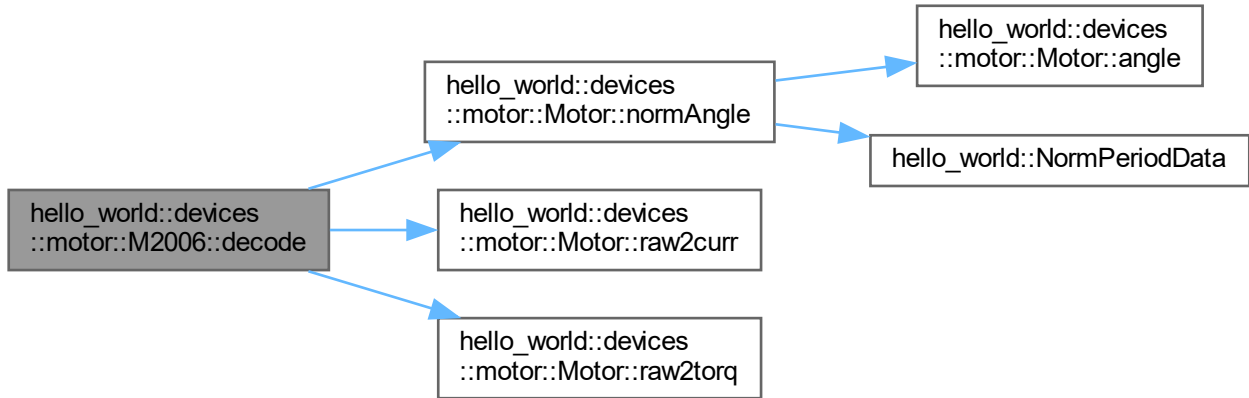 hello_world::devices
::motor::M2006::decode
hello_world::devices
::motor::Motor::normAngle
hello_world::devices
::motor::Motor::angle
hello_world::NormPeriodData
hello_world::devices
::motor::Motor::raw2curr
hello_world::devices
::motor::Motor::raw2torq